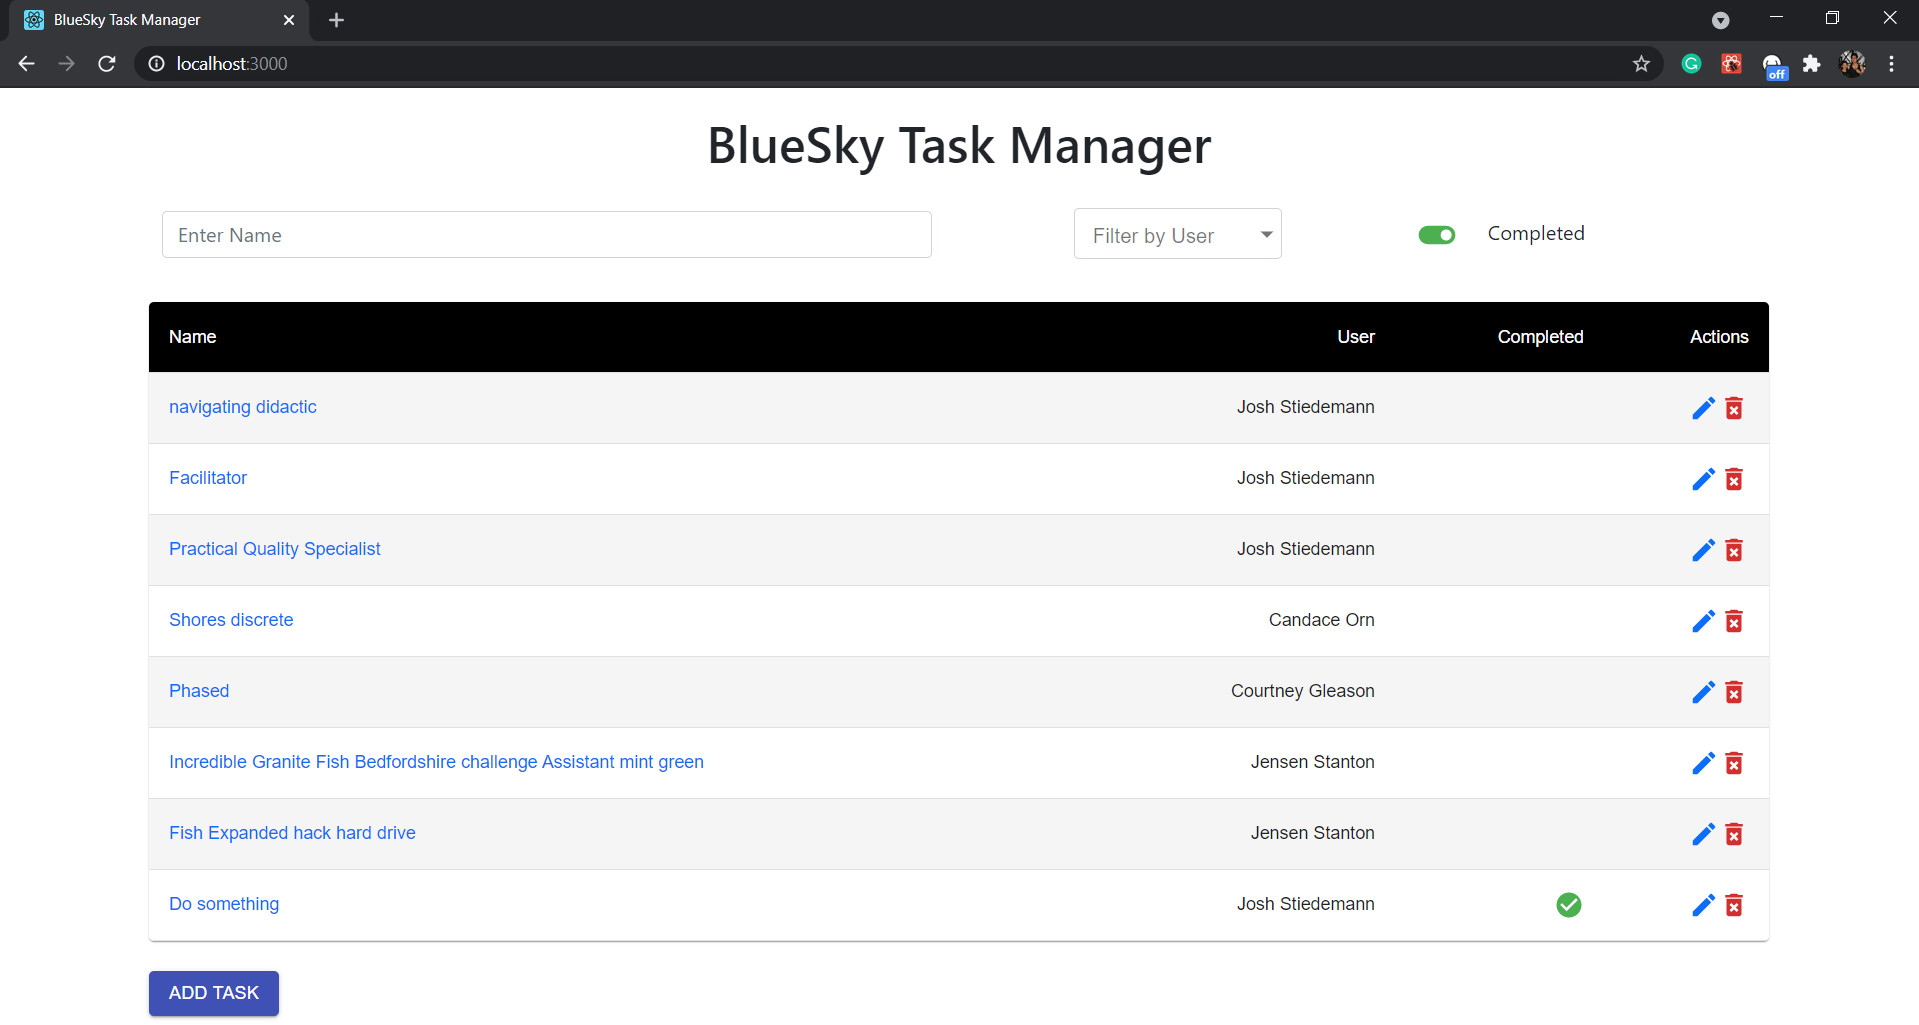 BlueSky Task Manager
localhost:3000
off
BlueSky Task Manager
Enter Name
Filter by User
Completed
Name User Completed Actions
navigating didactic Josh Stiedemann
Facilitator Josh Stiedemann
Practical Quality Specialist Josh Stiedemann
Shores discrete Candace Orn
Phased Courtney Gleason
Incredible Granite Fish Bedfordshire challenge Assistant mint green Jensen Stanton
Fish Expanded hack hard drive Jensen Stanton
Do something Josh Stiedemann
ADD TASK